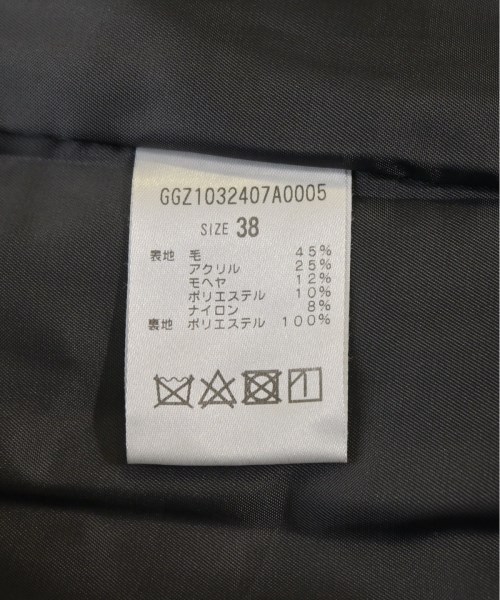 GGZ1032407A0005
SIZE 38
表地 毛 45%
アクリル 25%
モヘヤ 12%
ポリエステル 10%
ナイロン 8%
裏地 ポリエステル 100%